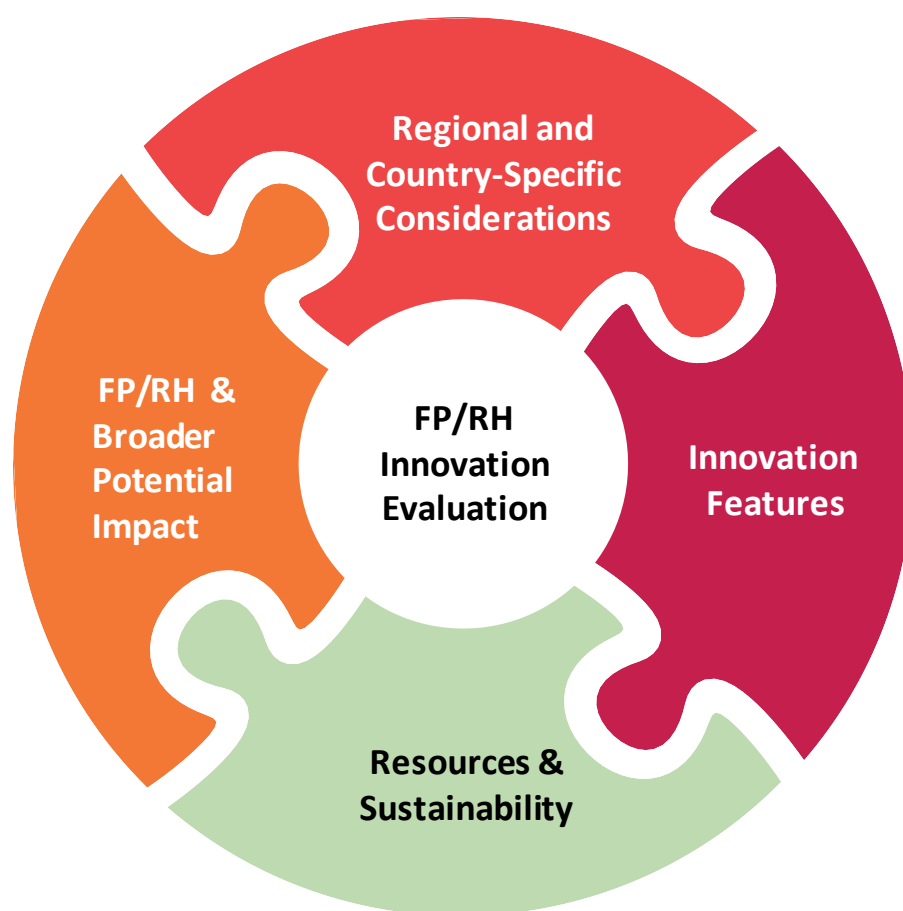 Regional and
Country-Specific
Considerations
FP/RH &
Broader
Potential
Impact
FP/RH
Innovation
Evaluation
Innovation
Features
Resources &
Sustainability